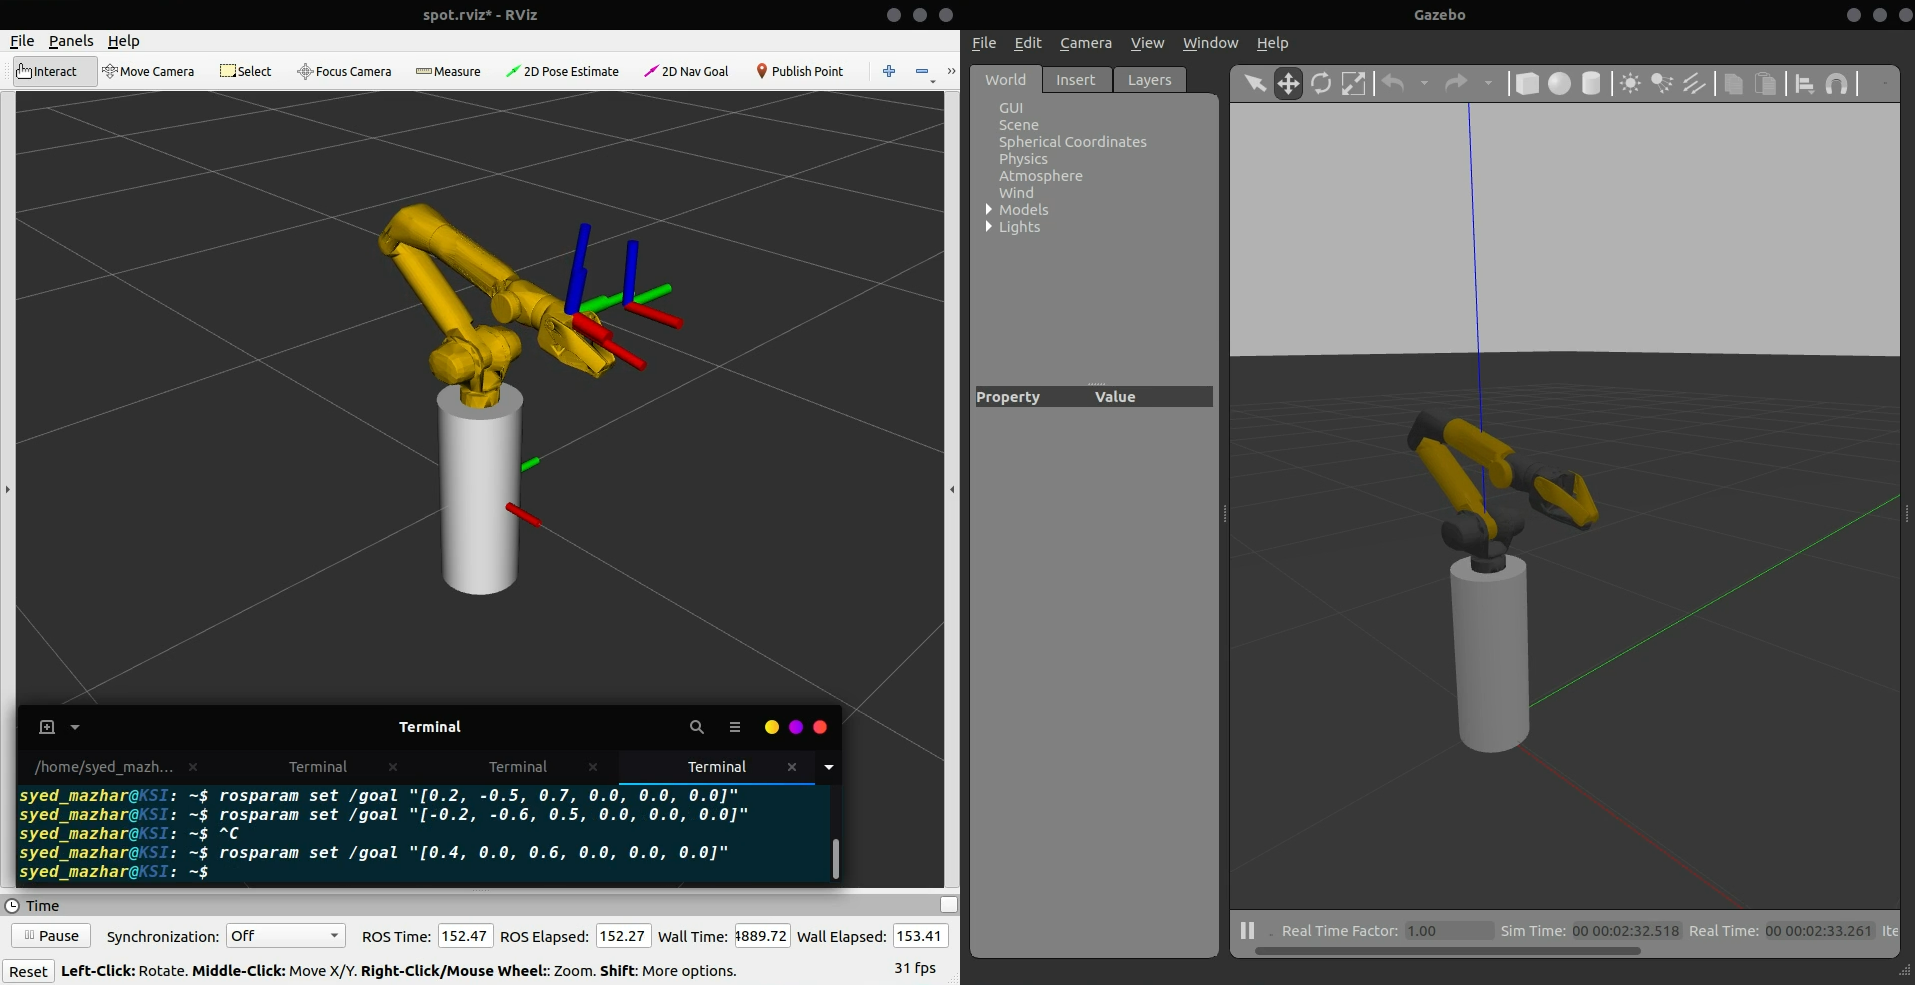 spot.rviz* - RViz
File Panels Help
Interact Move Camera Select Focus Camera Measure 2D Pose Estimate 2D Nav Goal Publish Point
Terminal
/home/syed_mazh... Terminal Terminal Terminal
syed_mazhar@KSI: ~$ rosparam set /goal "[0.2, -0.5, 0.7, 0.0, 0.0, 0.0]"
syed_mazhar@KSI: ~$ rosparam set /goal "[-0.2, -0.6, 0.5, 0.0, 0.0, 0.0]"
syed_mazhar@KSI: ~$ ^C
syed_mazhar@KSI: ~$ rosparam set /goal "[0.4, 0.0, 0.6, 0.0, 0.0, 0.0]"
syed_mazhar@KSI: ~$
Time
Pause Synchronization: Off ROS Time: 152.47 ROS Elapsed: 152.27 Wall Time: 4889.72 Wall Elapsed: 153.41
Reset Left-Click: Rotate. Middle-Click: Move X/Y. Right-Click/Mouse Wheel:: Zoom. Shift: More options. 31 fps
Gazebo
File Edit Camera View Window Help
World Insert Layers
GUI
Scene
Spherical Coordinates
Physics
Atmosphere
Wind
Models
Lights
Property Value
Real Time Factor: 1.00 Sim Time: 00 00:02:32.518 Real Time: 00 00:02:33.261 Ite